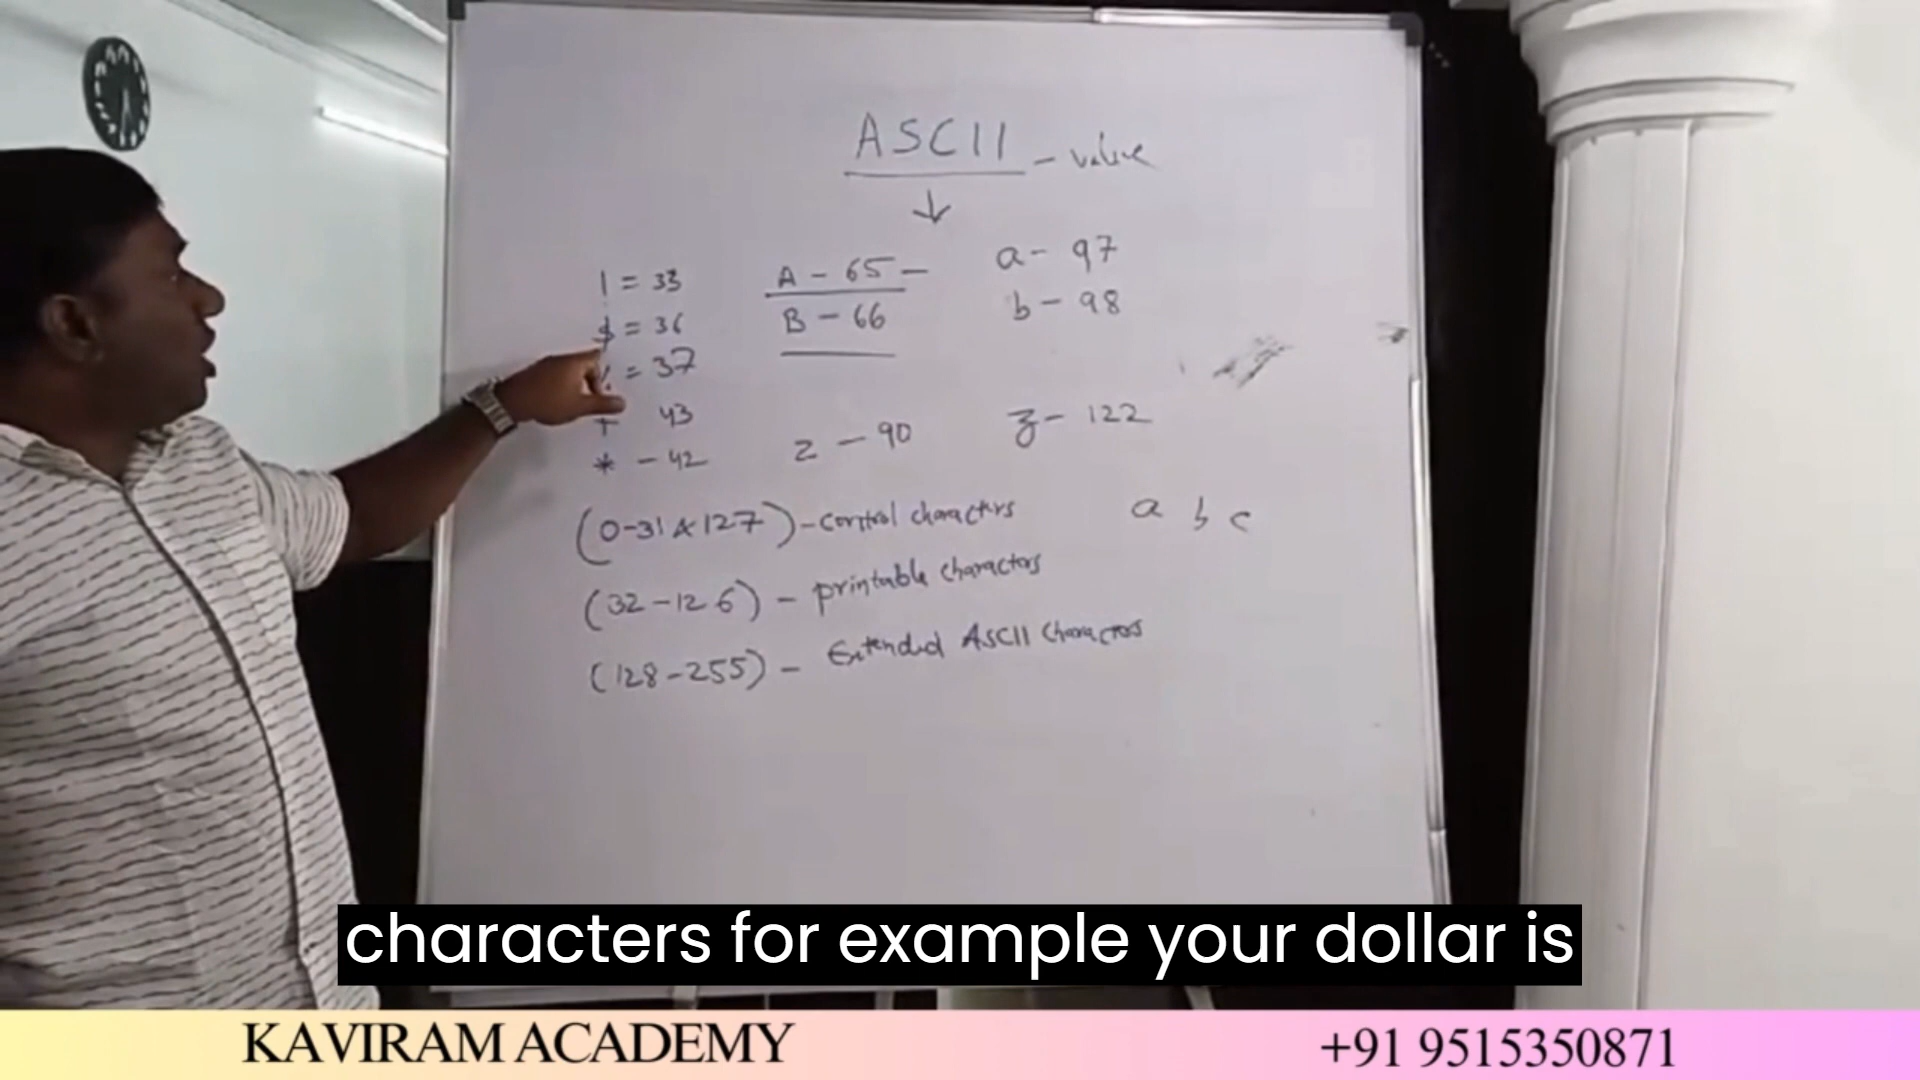 ASCII - value
↓
! = 33
$ = 36
% = 37
+ 43
* - 42
A - 65 -
B - 66
z - 90
a - 97
b - 98
z - 122
(0-31 & 127) - control characters
a b c
(32-126) - printable characters
(128-255) - Extended ASCII characters
characters for example your dollar is
KAVIRAM ACADEMY
+91 9515350871